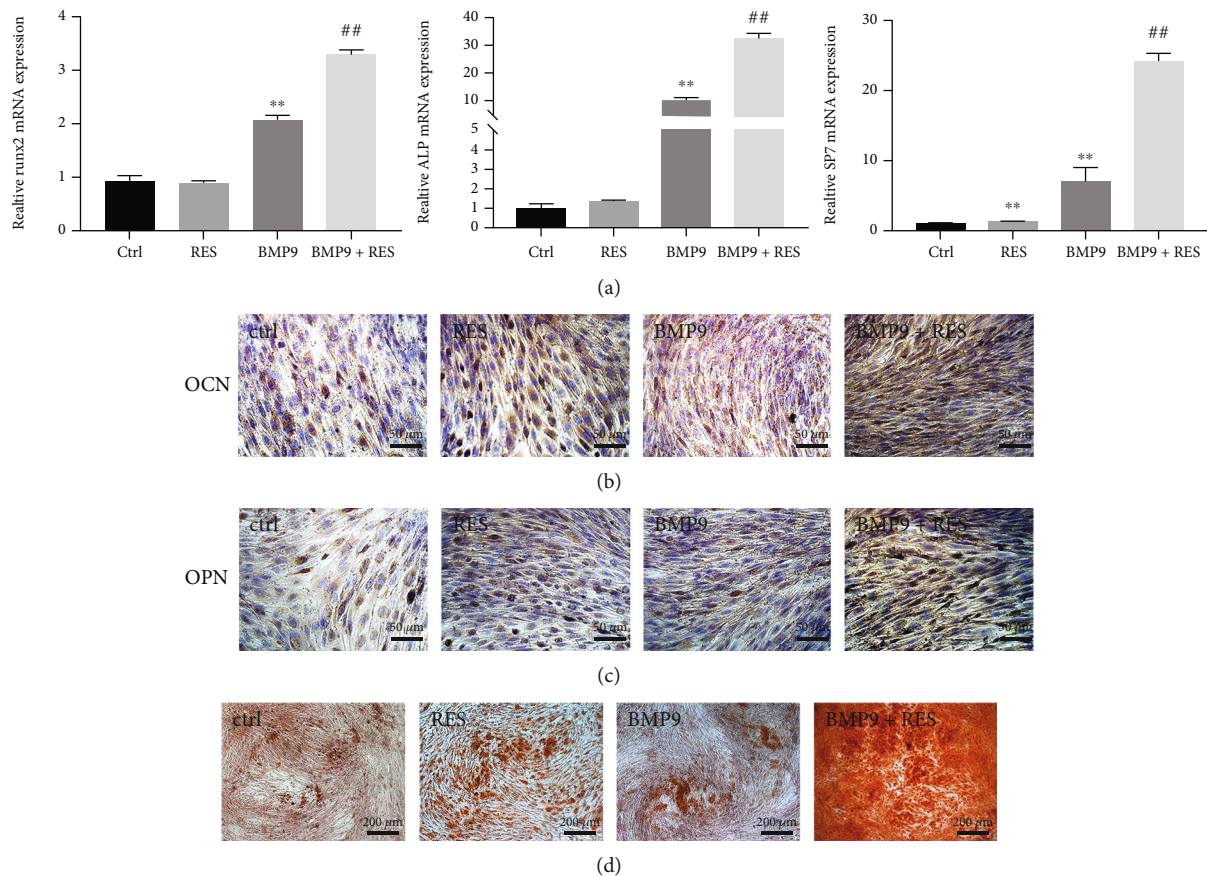 Realtive runx2 mRNA expression
4
3
2
1
0
**
##
Ctrl RES BMP9 BMP9 + RES
Realtive ALP mRNA expression
40
30
20
10
5
4
3
2
1
0
**
##
Ctrl RES BMP9 BMP9 + RES
Realtive SP7 mRNA expression
30
20
10
0
**
**
##
Ctrl RES BMP9 BMP9 + RES
(a)
OCN
ctrl RES BMP9 BMP9 + RES
50 μm 50 μm 50 μm 50 μm
(b)
OPN
ctrl RES BMP9 BMP9 + RES
50 μm 50 μm 50 μm 50 μm
(c)
ctrl RES BMP9 BMP9 + RES
200 μm 200 μm 200 μm 200 μm
(d)